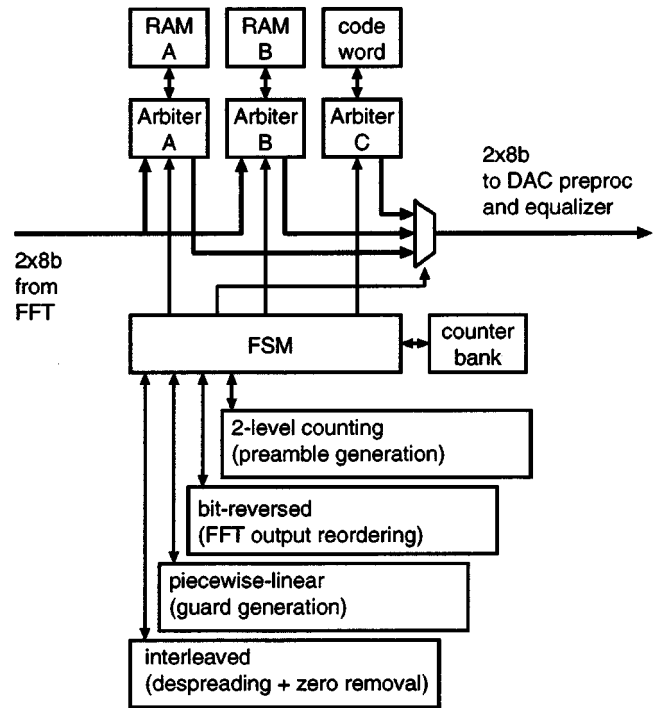 RAM
A
RAM
B
code
word
Arbiter
A
Arbiter
B
Arbiter
C
2x8b
to DAC preproc
and equalizer
2x8b
from
FFT
FSM
counter
bank
2-level counting
(preamble generation)
bit-reversed
(FFT output reordering)
piecewise-linear
(guard generation)
interleaved
(despreading + zero removal)